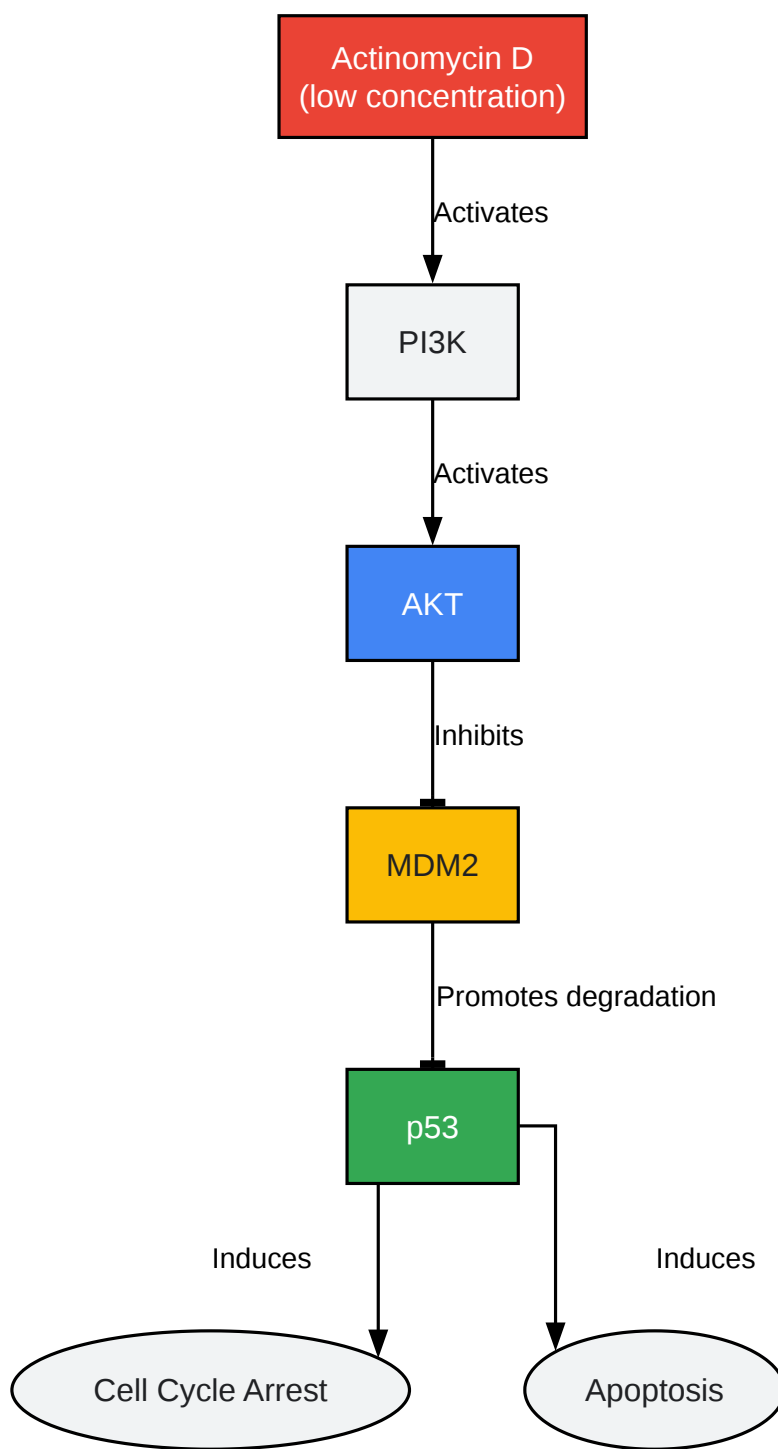 Actinomycin D
(low concentration)
Activates
PI3K
Activates
AKT
Inhibits
MDM2
Promotes degradation
p53
Induces
Induces
Cell Cycle Arrest
Apoptosis